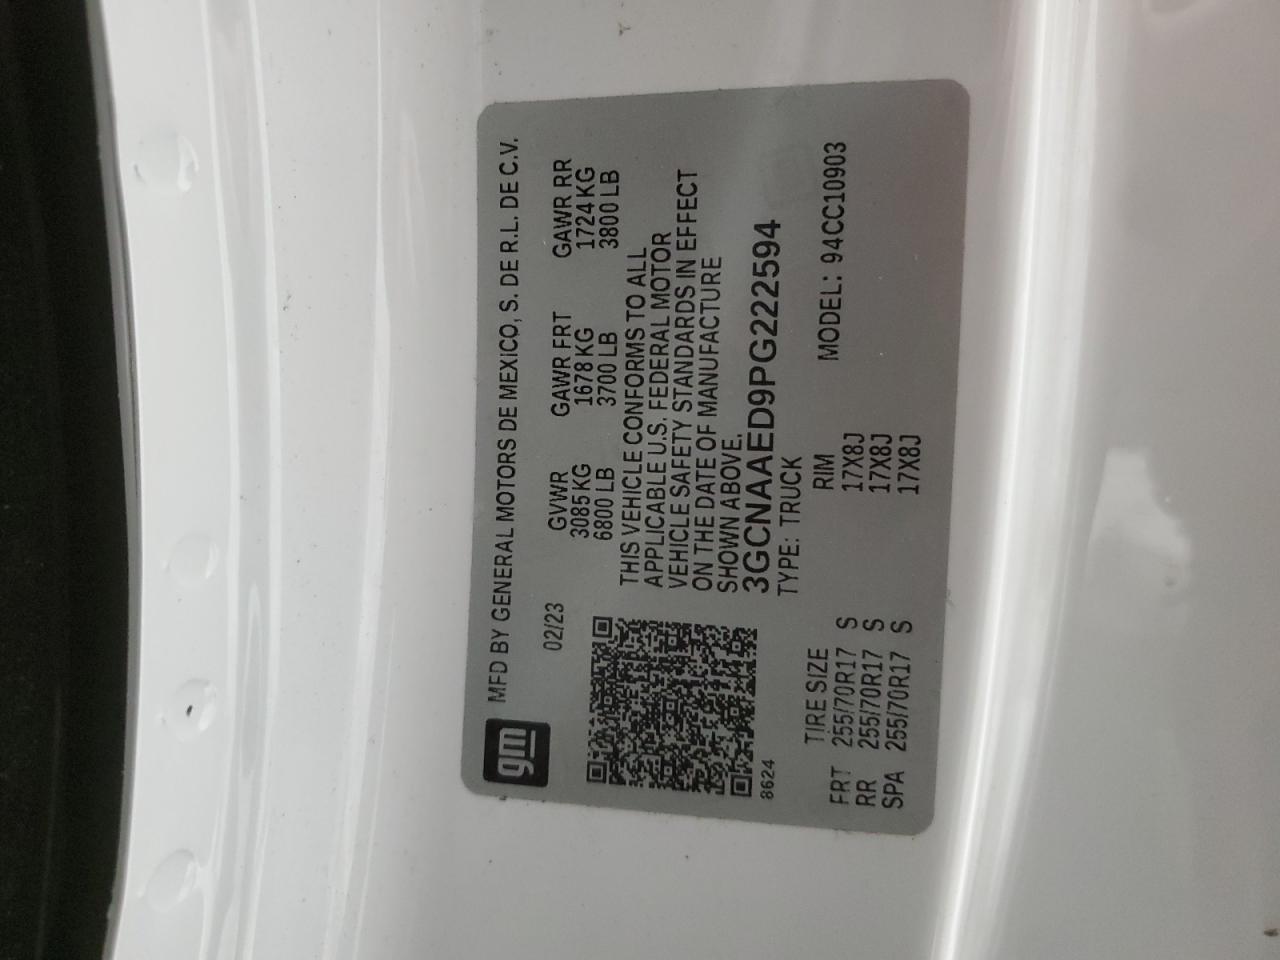 gm MFD BY GENERAL MOTORS DE MEXICO, S. DE R.L. DE C.V.
02/23
GVWR GAWR FRT GAWR RR
3085 KG 1678 KG 1724 KG
6800 LB 3700 LB 3800 LB
THIS VEHICLE CONFORMS TO ALL
APPLICABLE U.S. FEDERAL MOTOR
VEHICLE SAFETY STANDARDS IN EFFECT
ON THE DATE OF MANUFACTURE
SHOWN ABOVE.
3GCNAAED9PG222594
8624 TYPE: TRUCK
TIRE SIZE RIM MODEL: 94CC10903
FRT 255/70R17 S 17X8J
RR 255/70R17 S 17X8J
SPA 255/70R17 S 17X8J